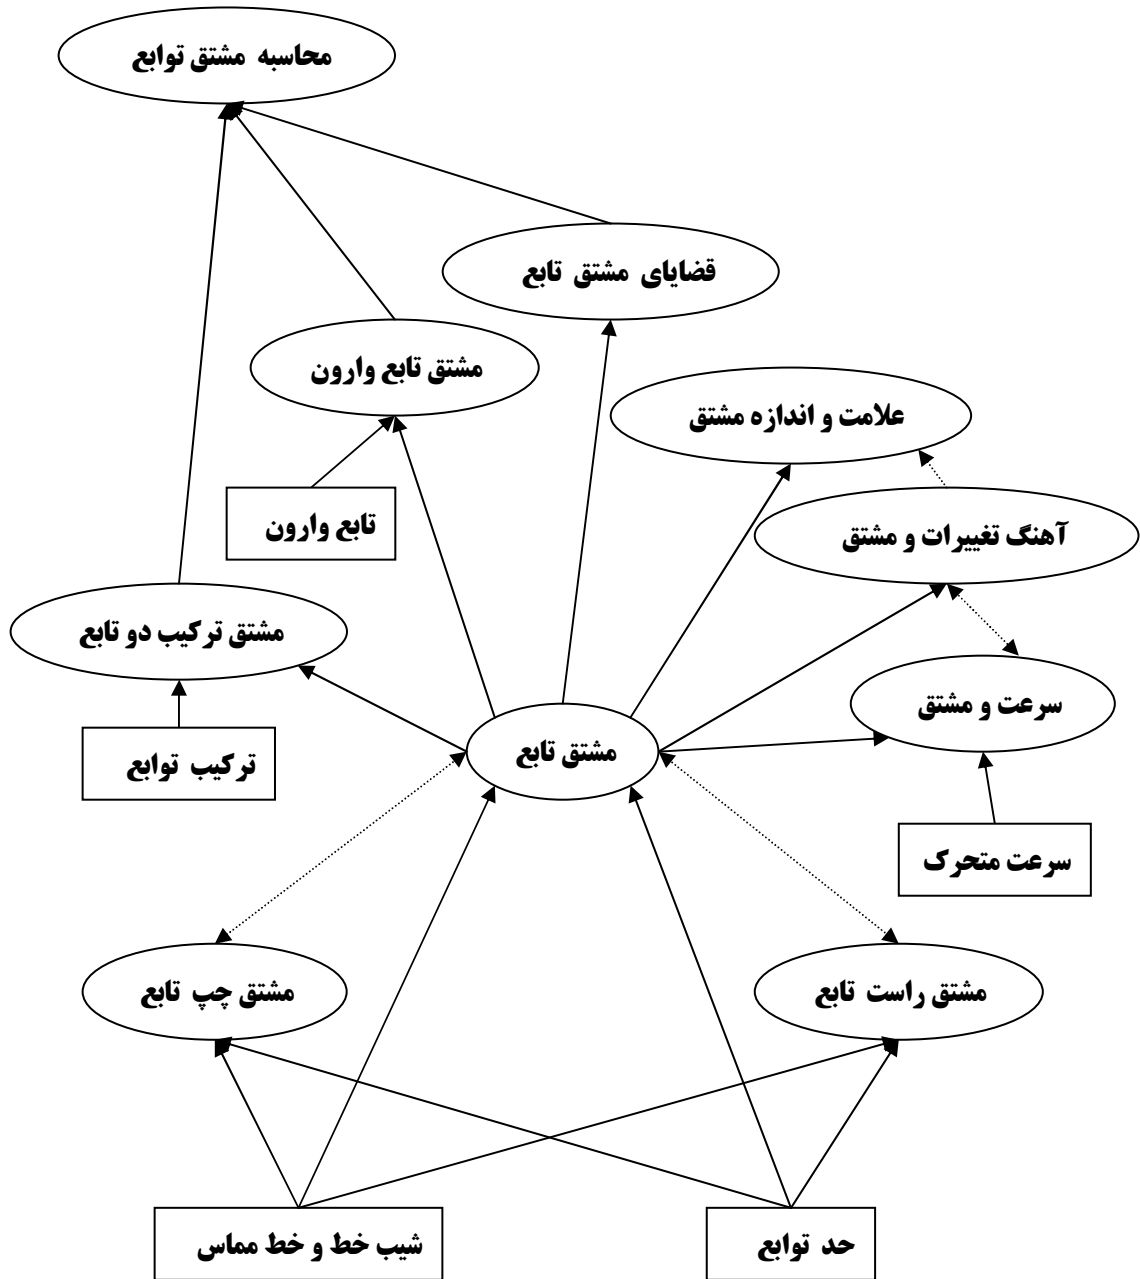 محاسبه مشتق توابع
قضایای مشتق تابع
مشتق تابع وارون
علامت و اندازه مشتق
تابع وارون
آهنگ تغییرات و مشتق
مشتق ترکیب دو تابع
سرعت و مشتق
مشتق تابع
ترکیب توابع
سرعت متحرک
مشتق راست تابع
مشتق چپ تابع
حد توابع
شیب خط و خط مماس